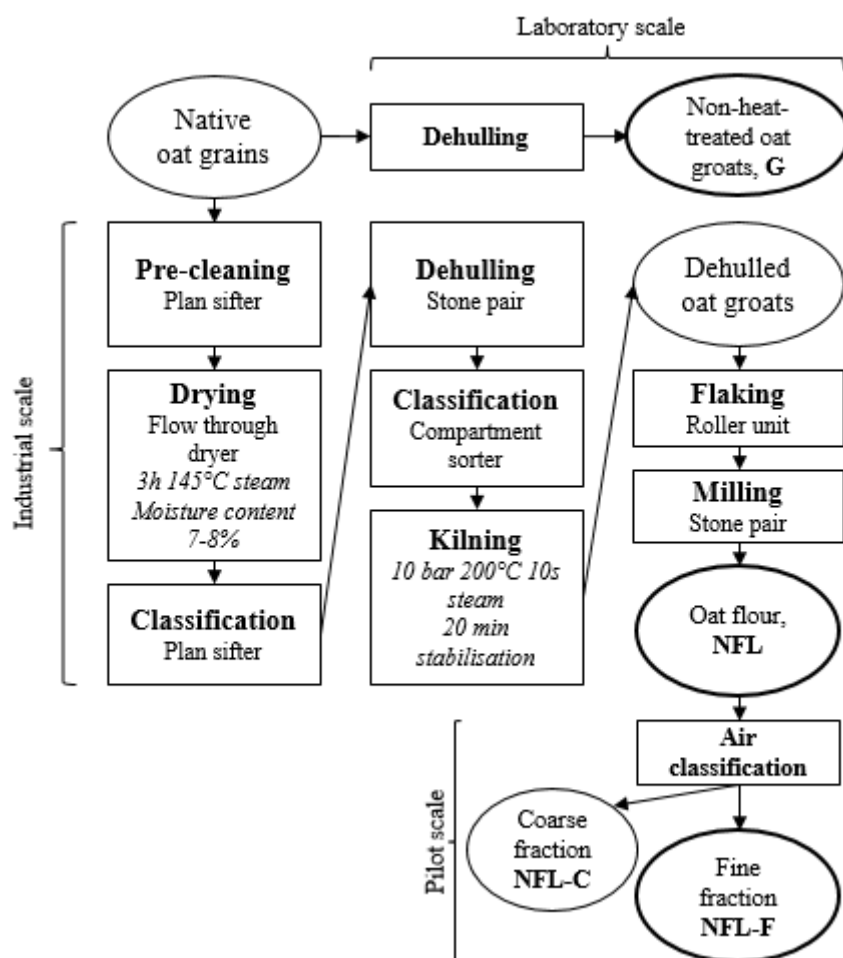 Laboratory scale
Native
oat grains
Dehulling
Non-heat-
treated oat
groats, G
Industrial scale
Pre-cleaning
Plan sifter
Drying
Flow through
dryer
3h 145°C steam
Moisture content
7-8%
Classification
Plan sifter
Dehulling
Stone pair
Classification
Compartment
sorter
Kilning
10 bar 200°C 10s
steam
20 min
stabilisation
Dehulled
oat groats
Flaking
Roller unit
Milling
Stone pair
Oat flour,
NFL
Pilot scale
Air
classification
Coarse
fraction
NFL-C
Fine
fraction
NFL-F